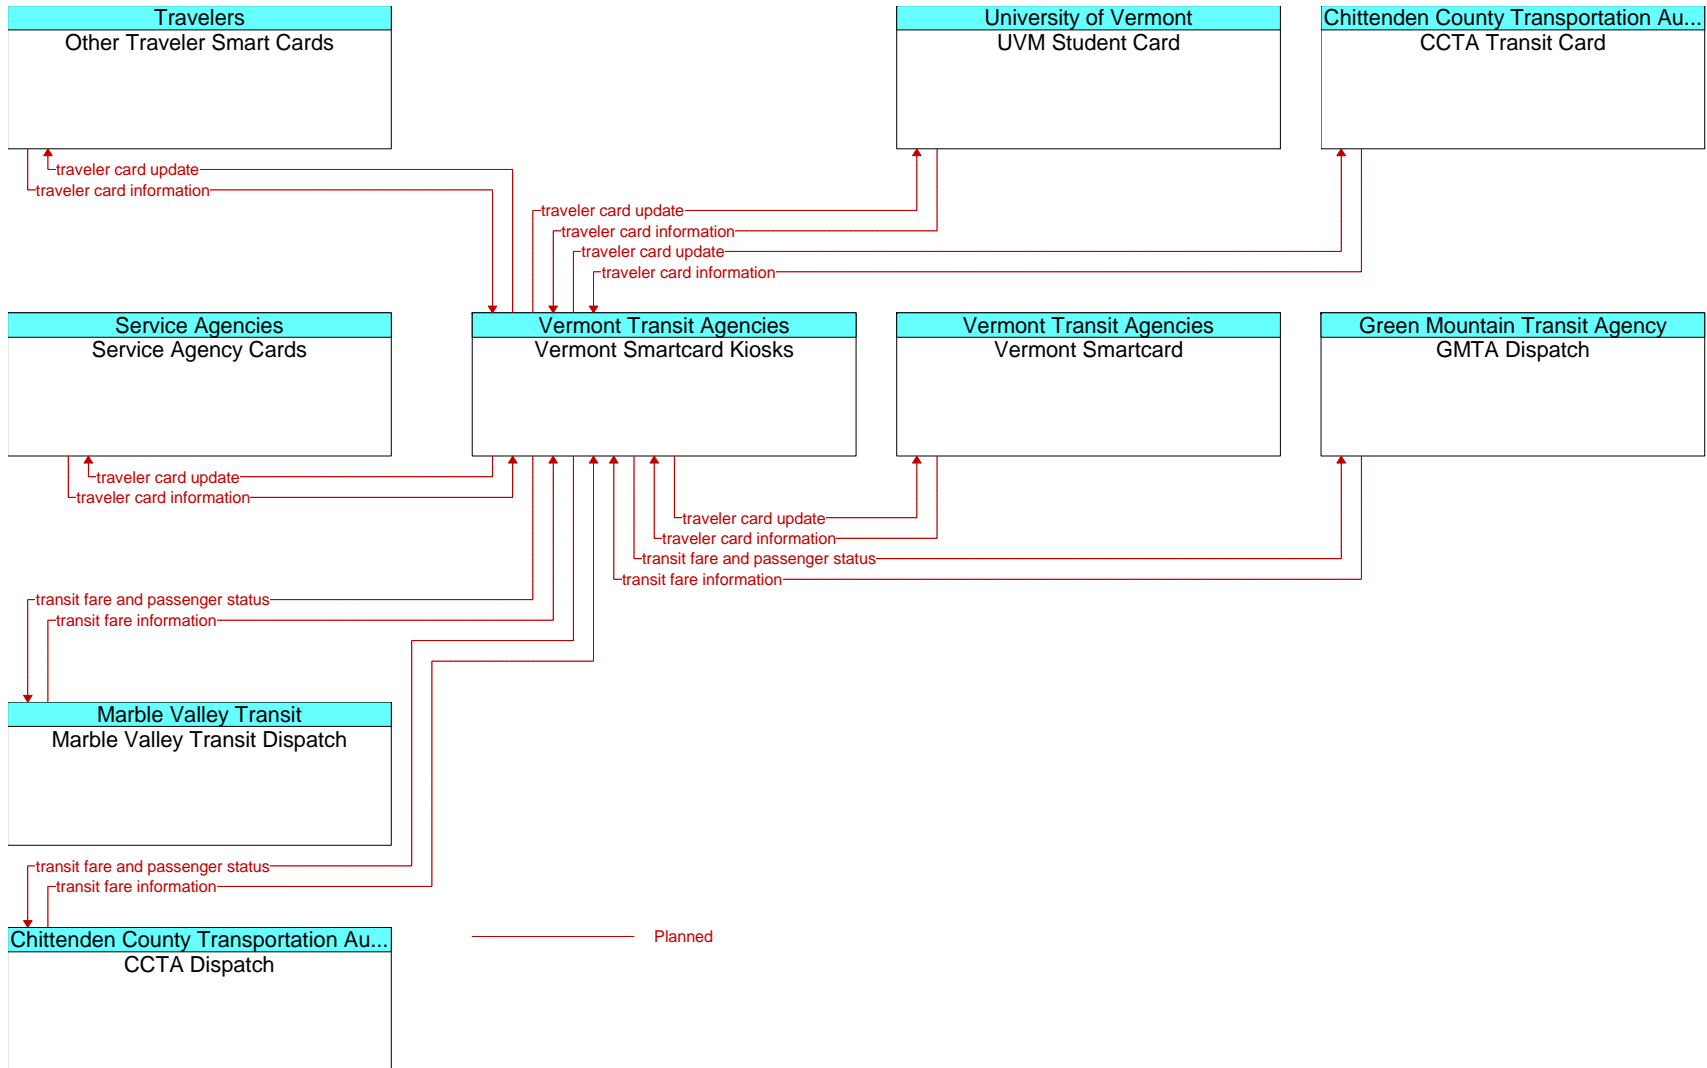 Travelers
Other Traveler Smart Cards
University of Vermont
UVM Student Card
Chittenden County Transportation Au...
CCTA Transit Card
traveler card update
traveler card information
traveler card update
traveler card information
traveler card update
traveler card information
Service Agencies
Service Agency Cards
Vermont Transit Agencies
Vermont Smartcard Kiosks
Vermont Transit Agencies
Vermont Smartcard
Green Mountain Transit Agency
GMTA Dispatch
traveler card update
traveler card information
traveler card update
traveler card information
transit fare and passenger status
transit fare information
transit fare and passenger status
transit fare information
Marble Valley Transit
Marble Valley Transit Dispatch
transit fare and passenger status
transit fare information
Chittenden County Transportation Au...
CCTA Dispatch
Planned